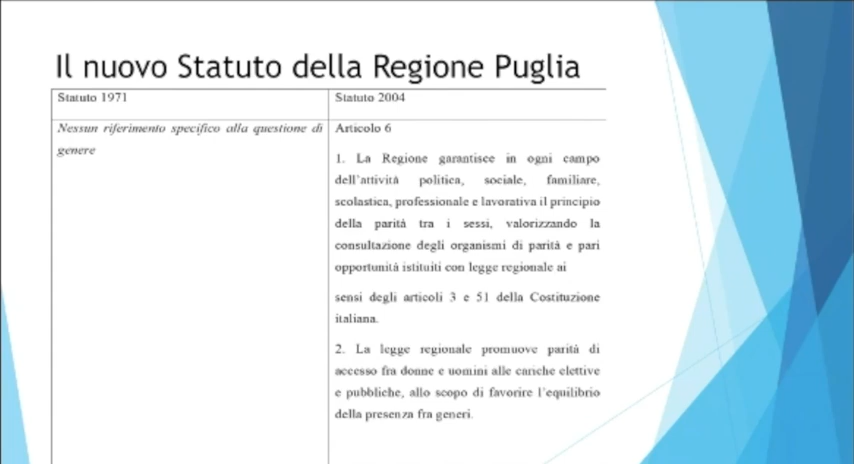 Il nuovo Statuto della Regione Puglia
Statuto 1971
Statuto 2004
Nessun riferimento specifico alla questione di
genere
Articolo 6
1. La Regione garantisce in ogni campo
dell'attività politica, sociale, familiare,
scolastica, professionale e lavorativa il principio
della parità tra i sessi, valorizzando la
consultazione degli organismi di parità e pari
opportunità istituiti con legge regionale ai
sensi degli articoli 3 e 51 della Costituzione
italiana.
2. La legge regionale promuove parità di
accesso fra donne e uomini alle cariche elettive
e pubbliche, allo scopo di favorire l'equilibrio
della presenza fra generi.